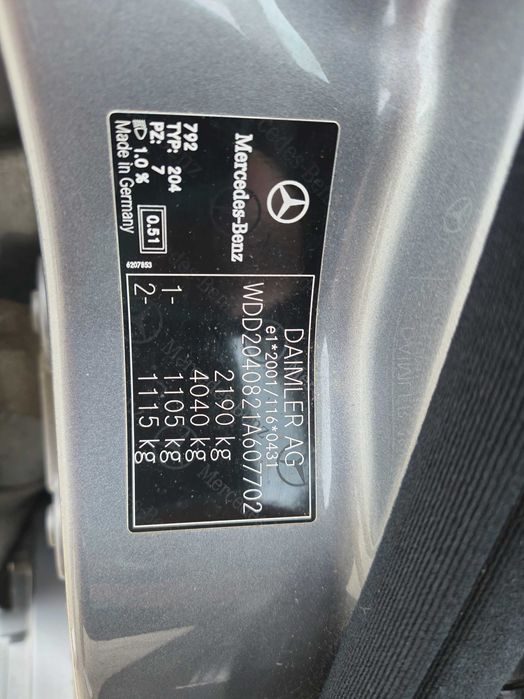 Mercedes-Benz
792
TYP: 204
PZ: 7
1.0 %
Made in Germany
0.51
6207853
DAIMLER AG
e1*2001/116*0431
WDD2040821A607702
2190 kg
4040 kg
1- 1105 kg
2- 1115 kg